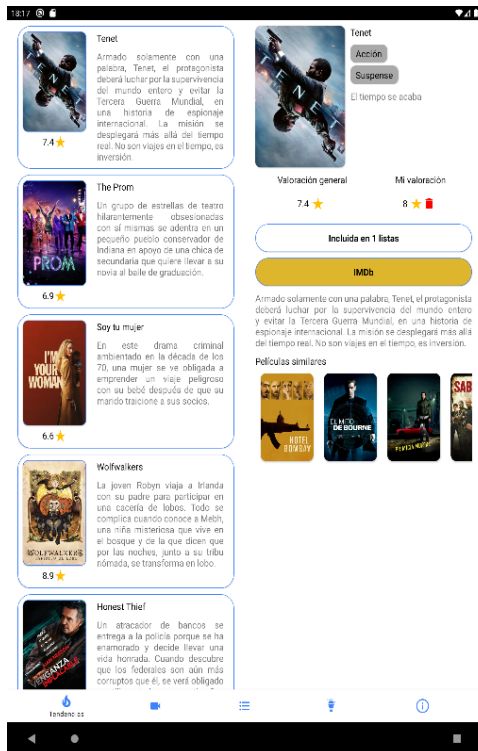 18:17
Tenet
Armado solamente con una
palabra, Tenet, el protagonista
deberá luchar por la supervivencia
del mundo entero y evitar la
Tercera Guerra Mundial, en
una historia de espionaje
internacional. La misión se
desplegará más allá del tiempo
real. No son viajes en el tiempo, es
inversión.
TENET
7.4
The Prom
Un grupo de estrellas de teatro
hilarantemente obsesionadas
con sí mismas se adentra en un
pequeño pueblo conservador de
Indiana en apoyo de una chica de
secundaria que quiere llevar a su
novia al baile de graduación.
PROM
6.9
Soy tu mujer
En este drama criminal
ambientado en la década de los
70, una mujer se ve obligada a
emprender un viaje peligroso
con su bebé después de que su
marido traicione a sus socios.
I'M
YOUR
WOMAN
6.6
Wolfwalkers
La joven Robyn viaja a Irlanda
con su padre para participar en
una cacería de lobos. Todo se
complica cuando conoce a Mebh,
una niña misteriosa que vive en
el bosque y de la que dicen que
por las noches, junto a su tribu
nómada, se transforma en lobo.
WOLFWALKERS
8.9
Honest Thief
Un atracador de bancos se
entrega a la policía porque se ha
enamorado y decide llevar una
vida honrada. Cuando descubre
que los federales son aún más
corruptos que él, se verá obligado
VENGANZA
IMPLACABLE
Tenet
Acción
Suspense
El tiempo se acaba
TENET
Valoración general
Mi valoración
7.4
8
Incluida en 1 listas
IMDb
Armado solamente con una palabra, Tenet, el protagonista
deberá luchar por la supervivencia del mundo entero
y evitar la Tercera Guerra Mundial, en una historia de
espionaje internacional. La misión se desplegará más allá
del tiempo real. No son viajes en el tiempo, es inversión.
Películas similares
HOTEL
BOMBAY
EL MITO
DE BOURNE
SAB
Tendencias